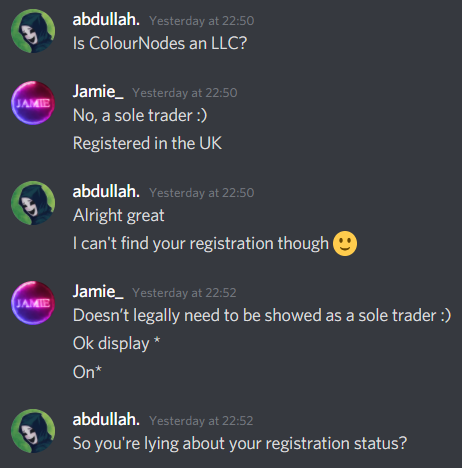 abdullah. Yesterday at 22:50
Is ColourNodes an LLC?
JAMIE
Jamie_ Yesterday at 22:50
No, a sole trader :)
Registered in the UK
abdullah. Yesterday at 22:50
Alright great
I can't find your registration though 🙂
JAMIE
Jamie_ Yesterday at 22:52
Doesn't legally need to be showed as a sole trader :)
Ok display *
On*
abdullah. Yesterday at 22:52
So you're lying about your registration status?